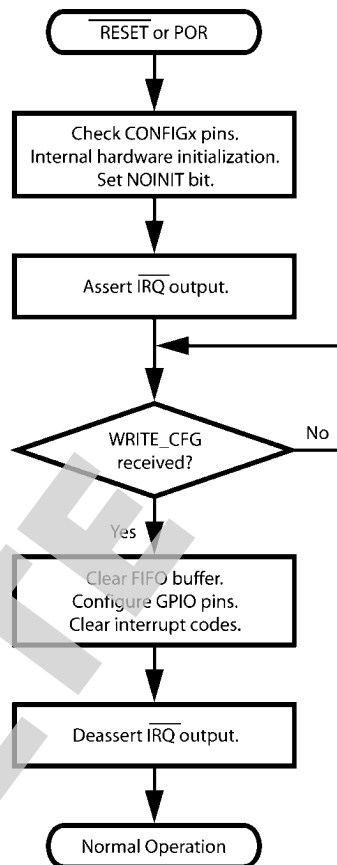 RESET or POR
Check CONFIGx pins.
Internal hardware initialization.
Set NOINIT bit.
Assert IRQ output.
WRITE_CFG
received?
No
Yes
Clear FIFO buffer.
Configure GPIO pins.
Clear interrupt codes.
Deassert IRQ output.
Normal Operation